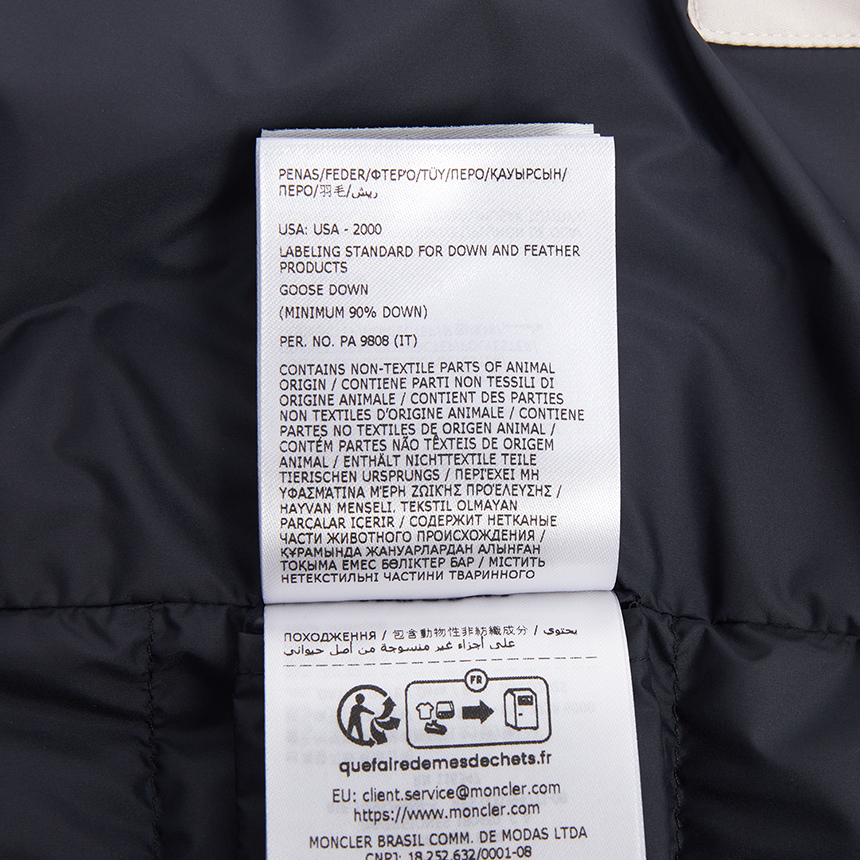 PENAS/FEDER/ΦΤΕΡΌ/TÜY/ПЕРО/ҚАУЫРСЫН/
ПЕРО/羽毛/ريش
USA: USA - 2000
LABELING STANDARD FOR DOWN AND FEATHER
PRODUCTS
GOOSE DOWN
(MINIMUM 90% DOWN)
PER. NO. PA 9808 (IT)
CONTAINS NON-TEXTILE PARTS OF ANIMAL
ORIGIN / CONTIENE PARTI NON TESSILI DI
ORIGINE ANIMALE / CONTIENT DES PARTIES
NON TEXTILES D'ORIGINE ANIMALE / CONTIENE
PARTES NO TEXTILES DE ORIGEN ANIMAL /
CONTÉM PARTES NÃO TÊXTEIS DE ORIGEM
ANIMAL / ENTHÄLT NICHTTEXTILE TEILE
TIERISCHEN URSPRUNGS / ΠΕΡΙΈΧΕΙ ΜΗ
ΥΦΑΣΜΆΤΙΝΑ ΜΈΡΗ ΖΩΙΚΉΣ ΠΡΟΈΛΕΥΣΗΣ /
HAYVAN MENSELI, TEKSTIL OLMAYAN
PARÇALAR ICERIR / СОДЕРЖИТ НЕТКАНЫЕ
ЧАСТИ ЖИВОТНОГО ПРОИСХОЖДЕНИЯ /
ҚҰРАМЫНДА ЖАНУАРЛАРДАН АЛЫНҒАН
ТОҚЫМА ЕМЕС БӨЛІКТЕР БАР / МІСТИТЬ
НЕТЕКСТИЛЬНІ ЧАСТИНИ ТВАРИННОГО
ПОХОДЖЕННЯ / 包含動物性非紡織成分 / يحتوي
على أجزاء غير منسوجة من أصل حيواني
FR
quefairedemesdechets.fr
EU: client.service@moncler.com
https://www.moncler.com
MONCLER BRASIL COMM. DE MODAS LTDA
CNPJ: 18.252.632/0001-08